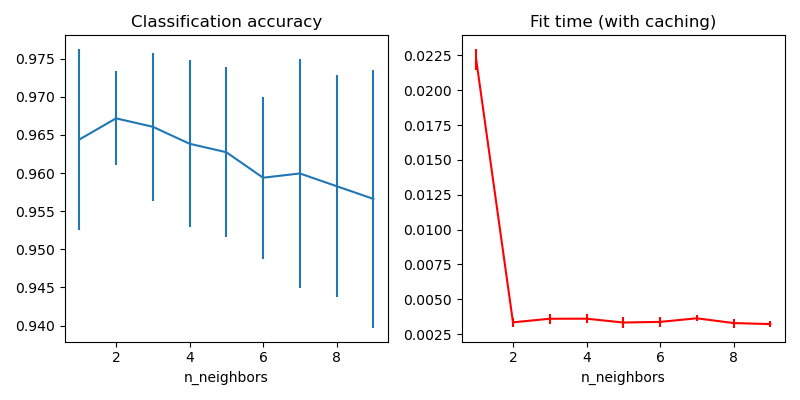 Classification accuracy
0.975
0.970
0.965
0.960
0.955
0.950
0.945
0.940
2 4 6 8
n_neighbors
Fit time (with caching)
0.0225
0.0200
0.0175
0.0150
0.0125
0.0100
0.0075
0.0050
0.0025
2 4 6 8
n_neighbors